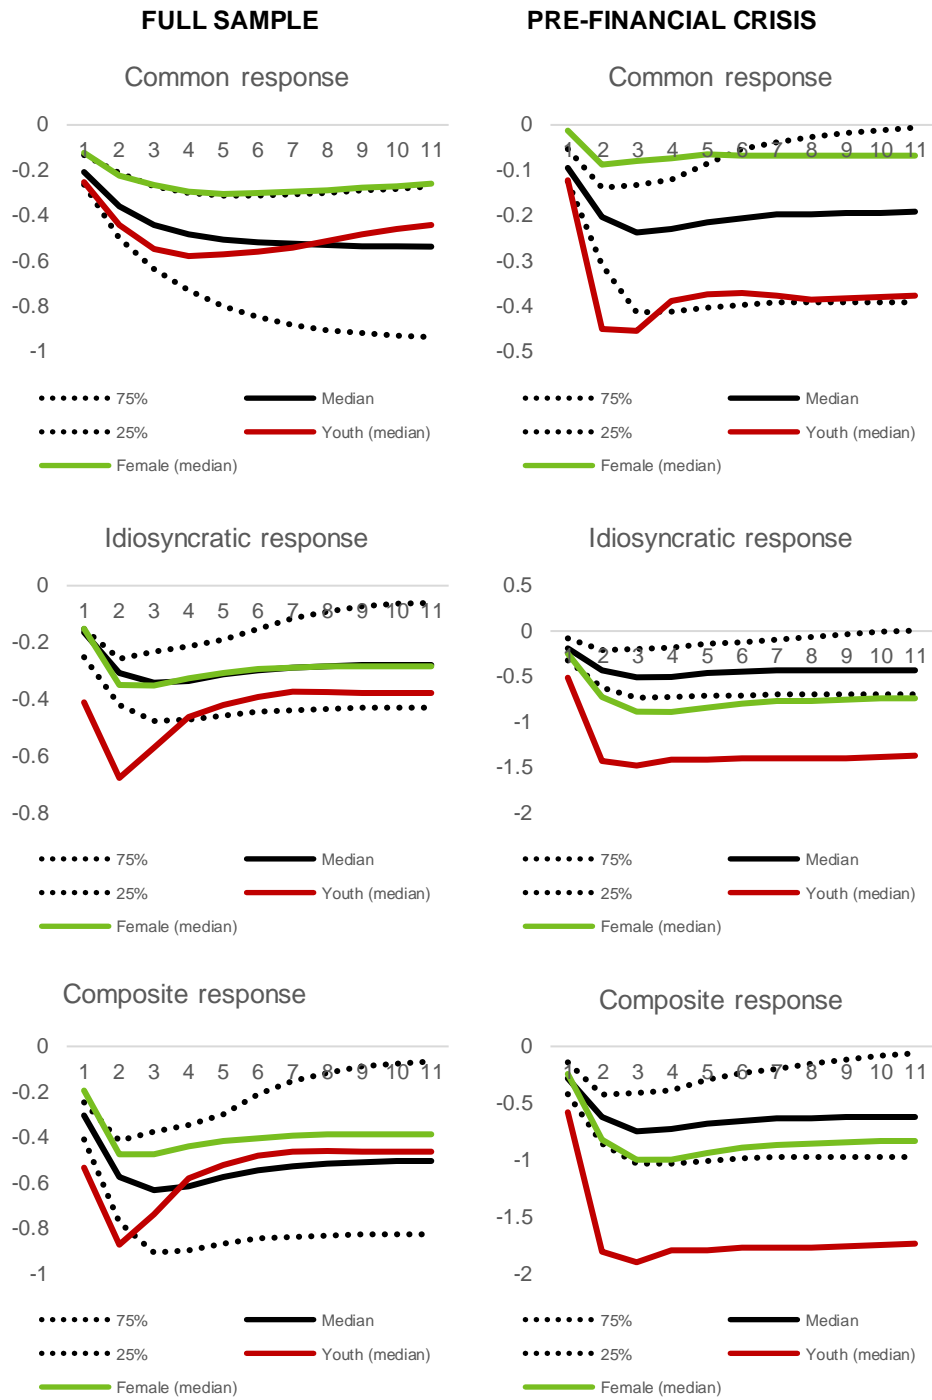 FULL SAMPLE
PRE-FINANCIAL CRISIS
Common response
0
-0.2
-0.4
-0.6
-0.8
-1
1 2 3 4 5 6 7 8 9 10 11
75% Median
25% Youth (median)
Female (median)
Common response
0
-0.1
-0.2
-0.3
-0.4
-0.5
1 2 3 4 5 6 7 8 9 10 11
75% Median
25% Youth (median)
Female (median)
Idiosyncratic response
0
-0.2
-0.4
-0.6
-0.8
1 2 3 4 5 6 7 8 9 10 11
75% Median
25% Youth (median)
Female (median)
Idiosyncratic response
0.5
0
-0.5
-1
-1.5
-2
1 2 3 4 5 6 7 8 9 10 11
75% Median
25% Youth (median)
Female (median)
Composite response
0
-0.2
-0.4
-0.6
-0.8
-1
1 2 3 4 5 6 7 8 9 10 11
75% Median
25% Youth (median)
Female (median)
Composite response
0
-0.5
-1
-1.5
-2
1 2 3 4 5 6 7 8 9 10 11
75% Median
25% Youth (median)
Female (median)